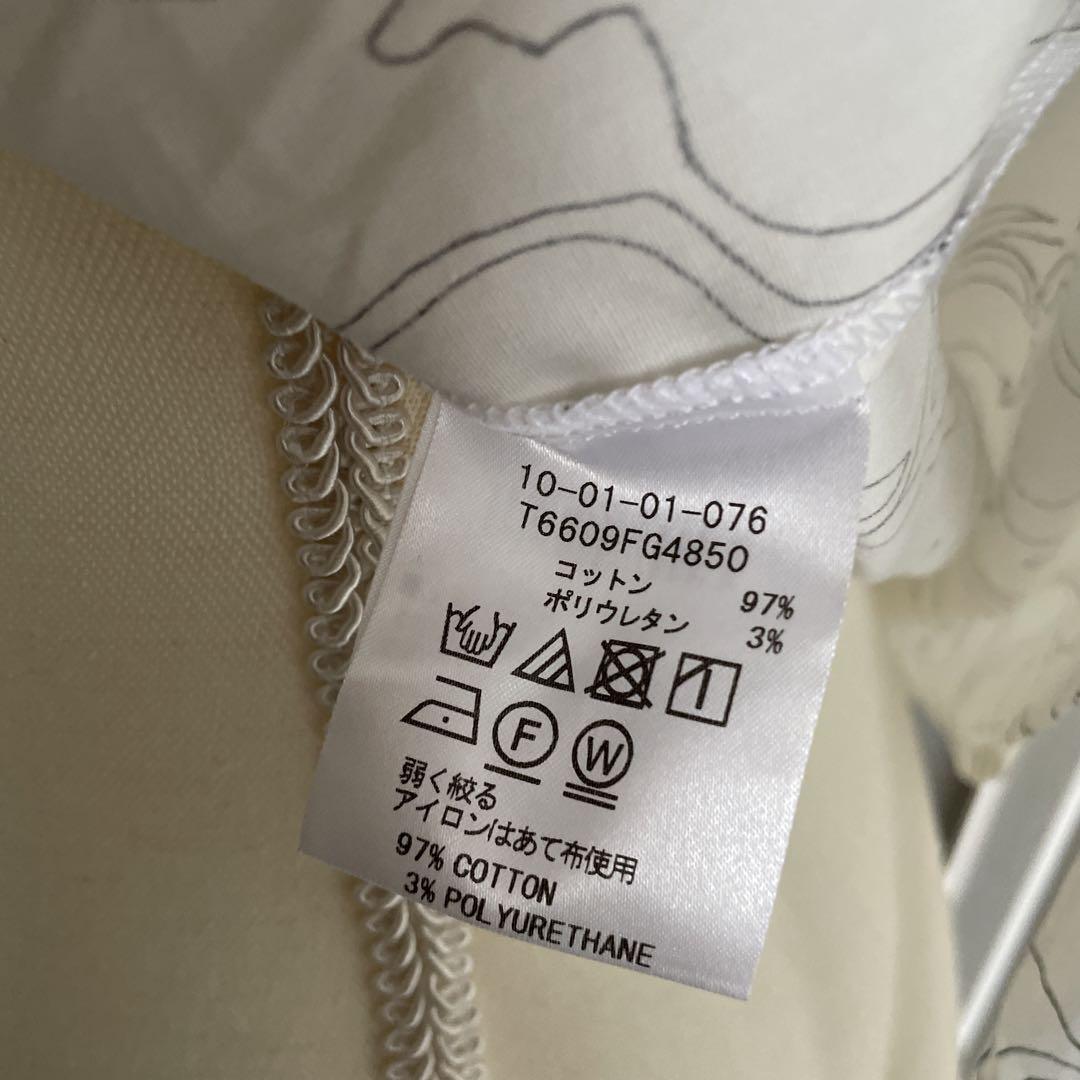 10-01-01-076
T6609FG4850
コットン 97%
ポリウレタン 3%
F W
弱く絞る
アイロンはあて布使用
97% COTTON
3% POLYURETHANE